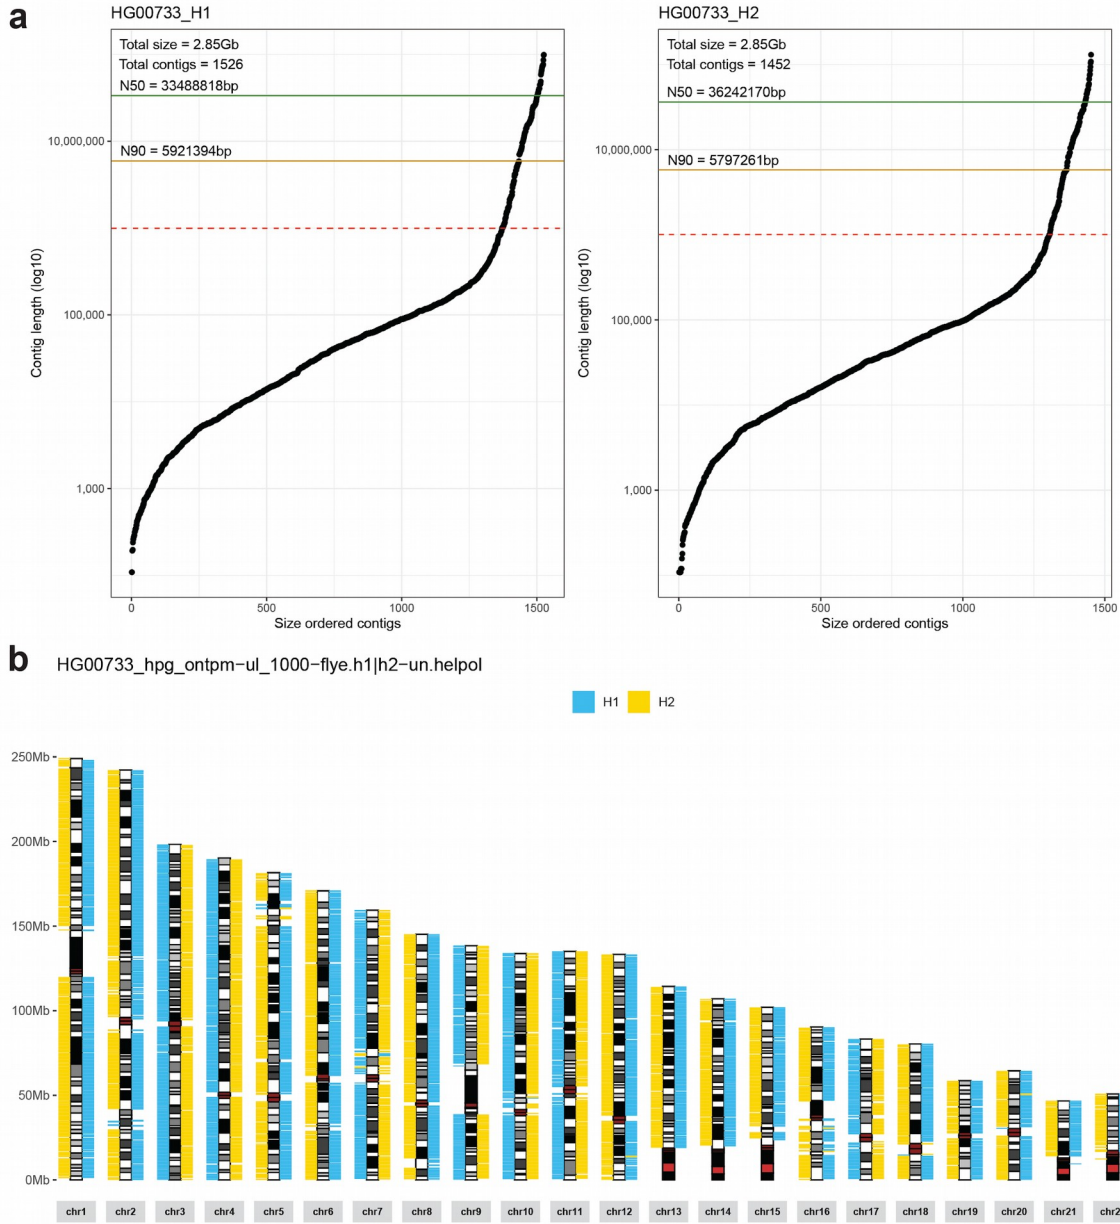 a
HG00733_H1
Total size = 2.85Gb
Total contigs = 1526
N50 = 33488818bp
N90 = 5921394bp
10,000,000
100,000
1,000
Contig length (log10)
0 500 1000 1500
Size ordered contigs
HG00733_H2
Total size = 2.85Gb
Total contigs = 1452
N50 = 36242170bp
N90 = 5797261bp
10,000,000
100,000
1,000
Contig length (log10)
0 500 1000 1500
Size ordered contigs
b
HG00733_hpg_ontpm−ul_1000−flye.h1|h2−un.helpol
H1 H2
250Mb
200Mb
150Mb
100Mb
50Mb
0Mb
chr1 chr2 chr3 chr4 chr5 chr6 chr7 chr8 chr9 chr10 chr11 chr12 chr13 chr14 chr15 chr16 chr17 chr18 chr19 chr20 chr21 chr2